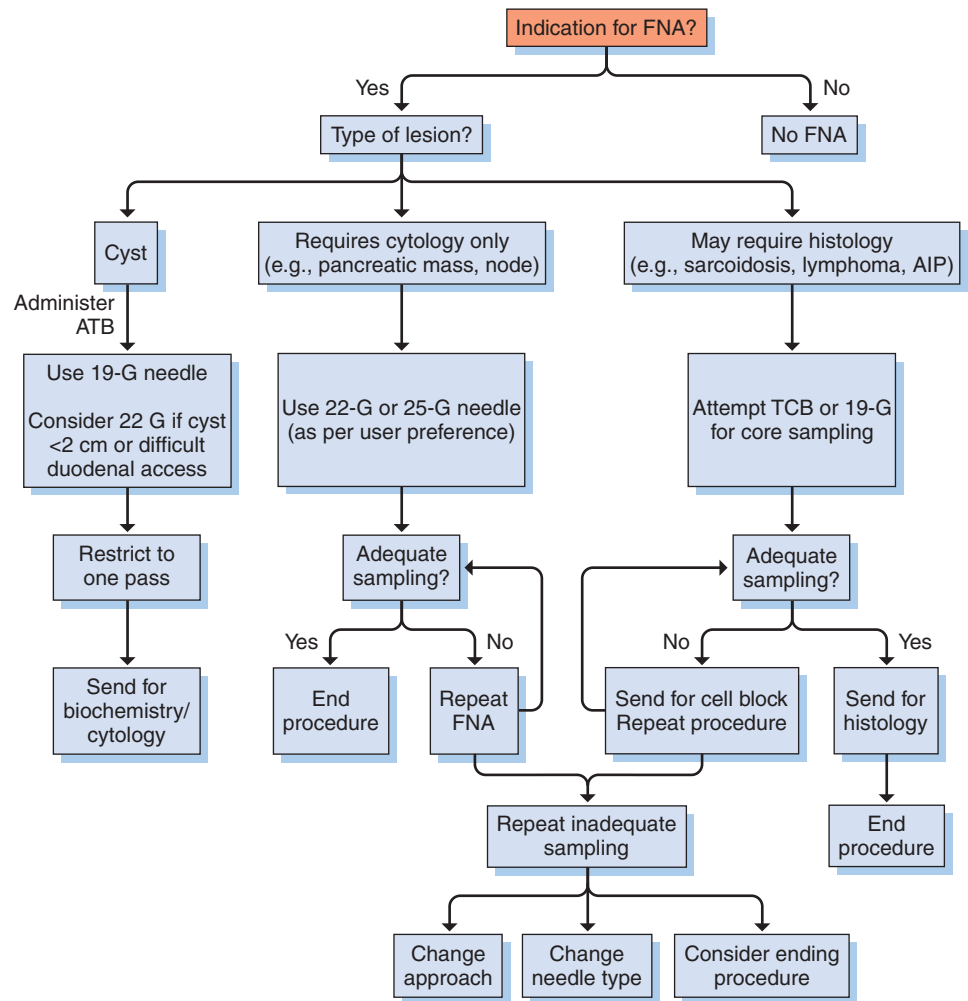 Indication for FNA?
Yes
No
Type of lesion?
No FNA
Cyst
Requires cytology only
(e.g., pancreatic mass, node)
May require histology
(e.g., sarcoidosis, lymphoma, AIP)
Administer
ATB
Use 19-G needle
Consider 22 G if cyst
<2 cm or difficult
duodenal access
Use 22-G or 25-G needle
(as per user preference)
Attempt TCB or 19-G
for core sampling
Restrict to
one pass
Adequate
sampling?
Adequate
sampling?
Yes
No
No
Yes
Send for
biochemistry/
cytology
End
procedure
Repeat
FNA
Send for cell block
Repeat procedure
Send for
histology
Repeat inadequate
sampling
End
procedure
Change
approach
Change
needle type
Consider ending
procedure